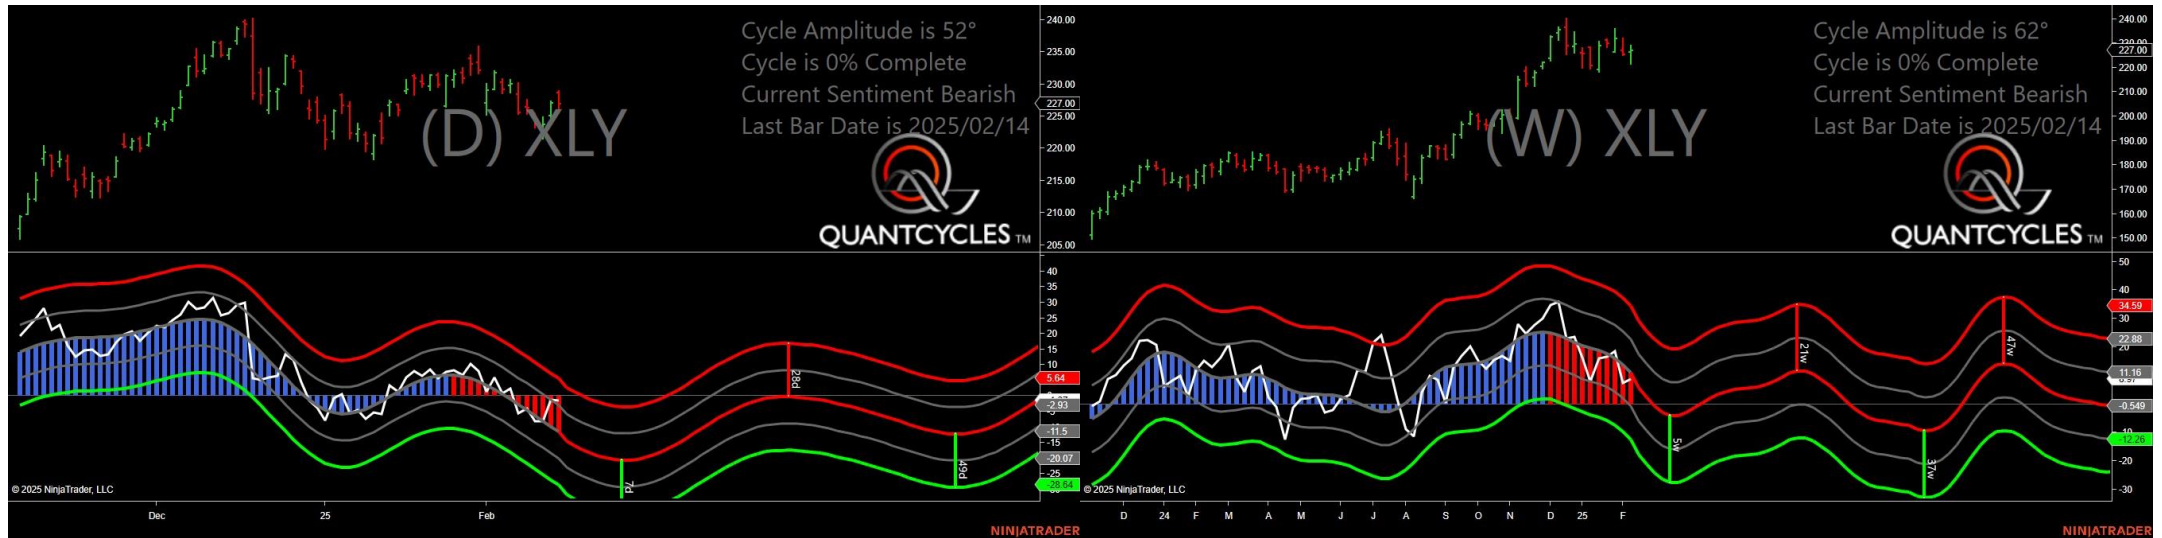 Cycle Amplitude is 52°
Cycle is 0% Complete
Current Sentiment Bearish
Last Bar Date is 2025/02/14
(D) XLY
QUANTCYCLES TM
240.00
235.00
230.00
227.00
225.00
220.00
215.00
210.00
205.00
40
35
30
25
20
15
10
5.64
-2.93
-11.5
-15
-20.07
-25
-28.64
28d
7d
49d
© 2025 NinjaTrader, LLC
Dec
25
Feb
NINJATRADER
Cycle Amplitude is 62°
Cycle is 0% Complete
Current Sentiment Bearish
Last Bar Date is 2025/02/14
(W) XLY
QUANTCYCLES TM
240.00
230.00
227.00
220.00
210.00
200.00
190.00
180.00
170.00
160.00
150.00
50
40
34.59
30
22.88
20
11.16
-0.549
-10
-12.26
-20
-30
21w
47w
5w
37w
© 2025 NinjaTrader, LLC
D
24
F
M
A
M
J
J
A
S
O
N
D
25
F
NINJATRADER